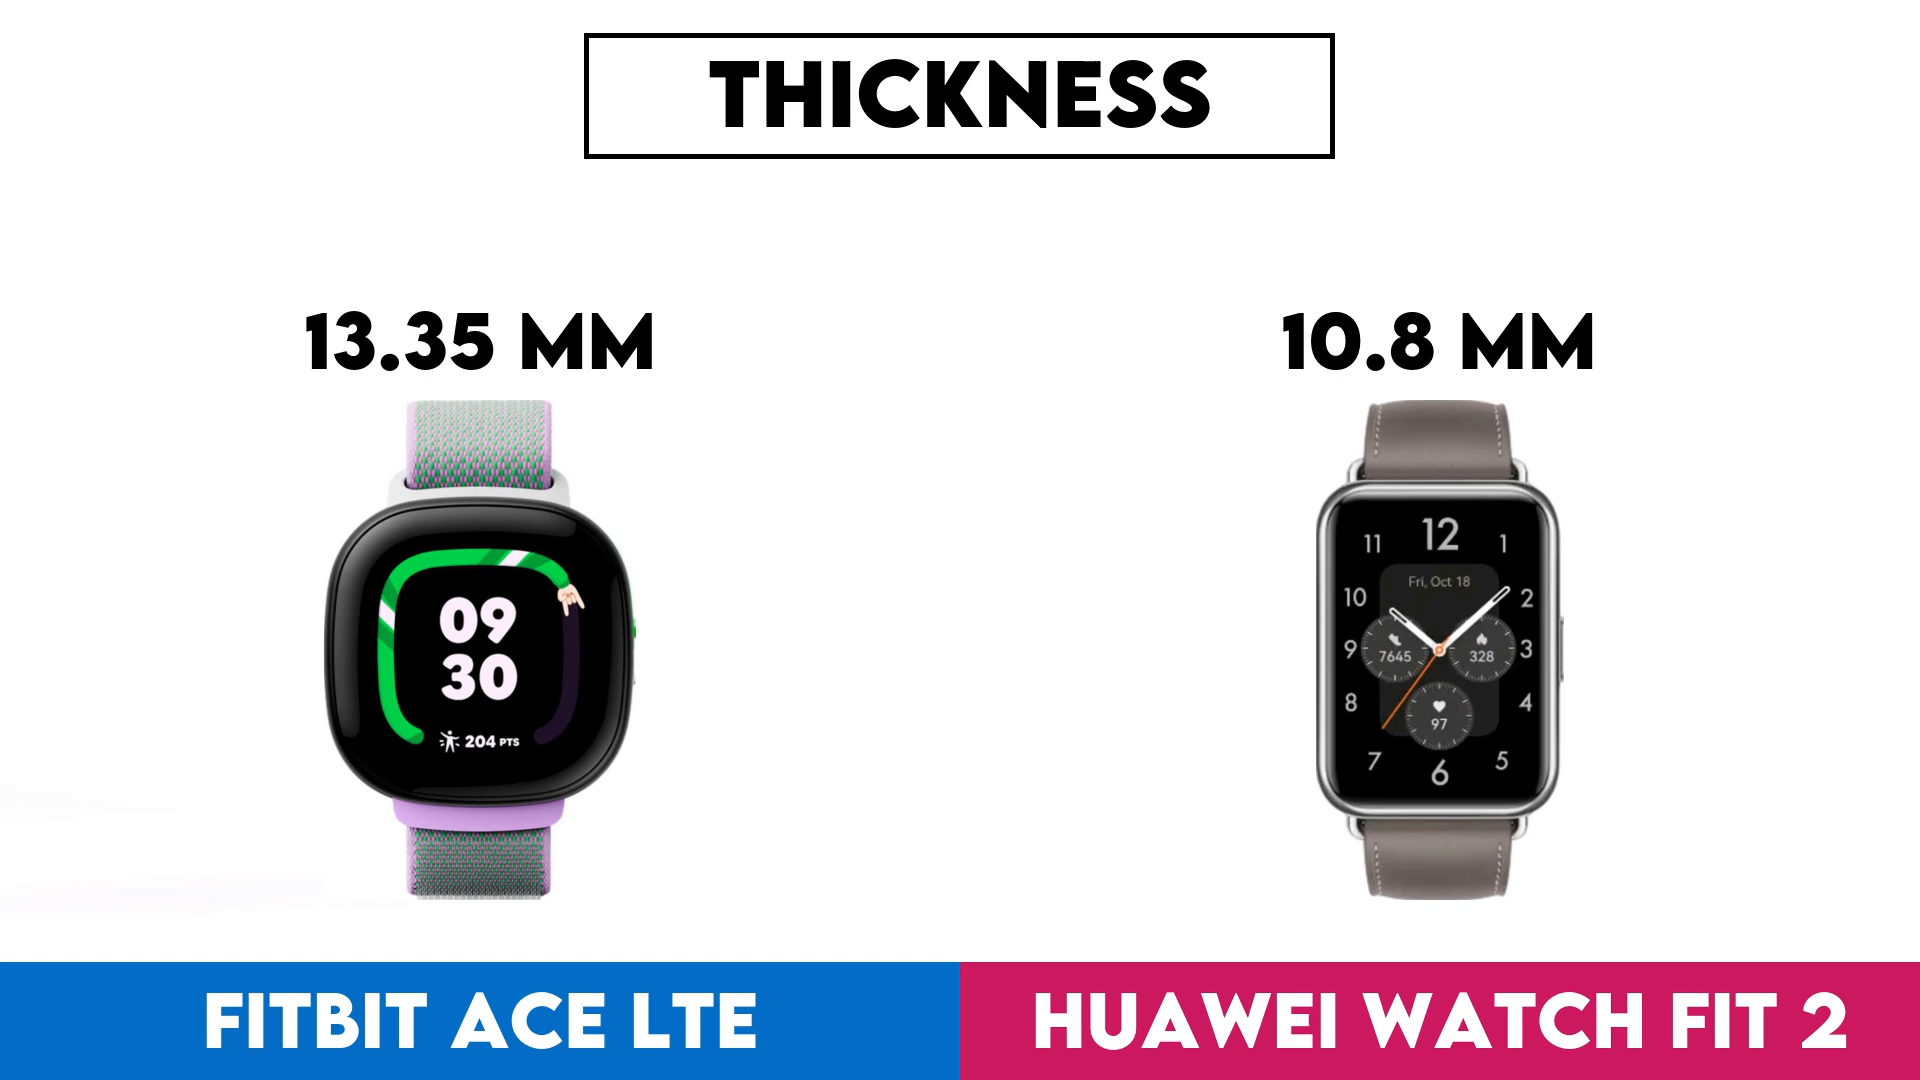 THICKNESS
13.35 MM
10.8 MM
09
30
204 PTS
12
11
1
Fri, Oct 18
10
2
9
7645
328
3
8
97
4
7
6
5
FITBIT ACE LTE
HUAWEI WATCH FIT 2